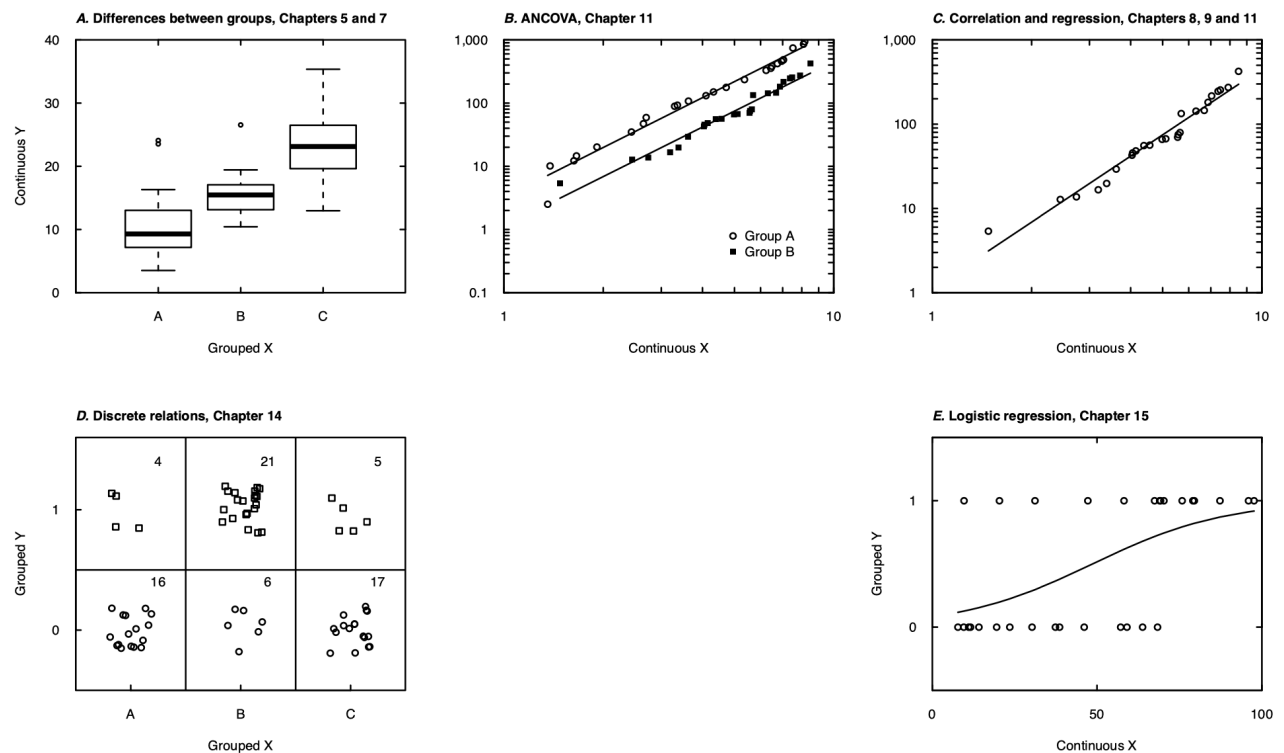 A. Differences between groups, Chapters 5 and 7
40
30
20
10
0
Continuous Y
A B C
Grouped X
B. ANCOVA, Chapter 11
1,000
100
10
1
0.1
Group A
Group B
1 10
Continuous X
C. Correlation and regression, Chapters 8, 9 and 11
1,000
100
10
1
1 10
Continuous X
D. Discrete relations, Chapter 14
4 21 5
1
16 6 17
0
Grouped Y
A B C
Grouped X
E. Logistic regression, Chapter 15
1
0
Grouped Y
0 50 100
Continuous X